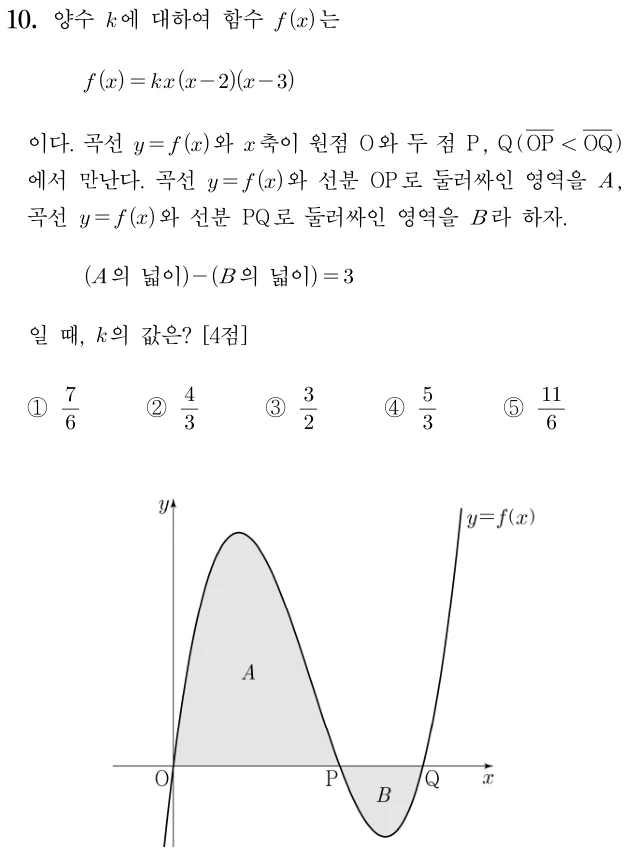 10. 양수 k에 대하여 함수 f(x)는
f(x)=kx(x-2)(x-3)
이다. 곡선 y=f(x)와 x축이 원점 O와 두 점 P, Q(O̅P̅<O̅Q̅)
에서 만난다. 곡선 y=f(x)와 선분 OP로 둘러싸인 영역을 A,
곡선 y=f(x)와 선분 PQ로 둘러싸인 영역을 B라 하자.
(A의 넓이)-(B의 넓이)=3
일 때, k의 값은? [4점]
① 7/6 ② 4/3 ③ 3/2 ④ 5/3 ⑤ 11/6
y
y=f(x)
A
O P Q x
B